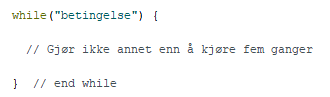 while("betingelse") {
// Gjør ikke annet enn å kjøre fem ganger
} // end while